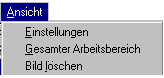 Ansicht
Einstellungen
Gesamter Arbeitsbereich
Bild löschen